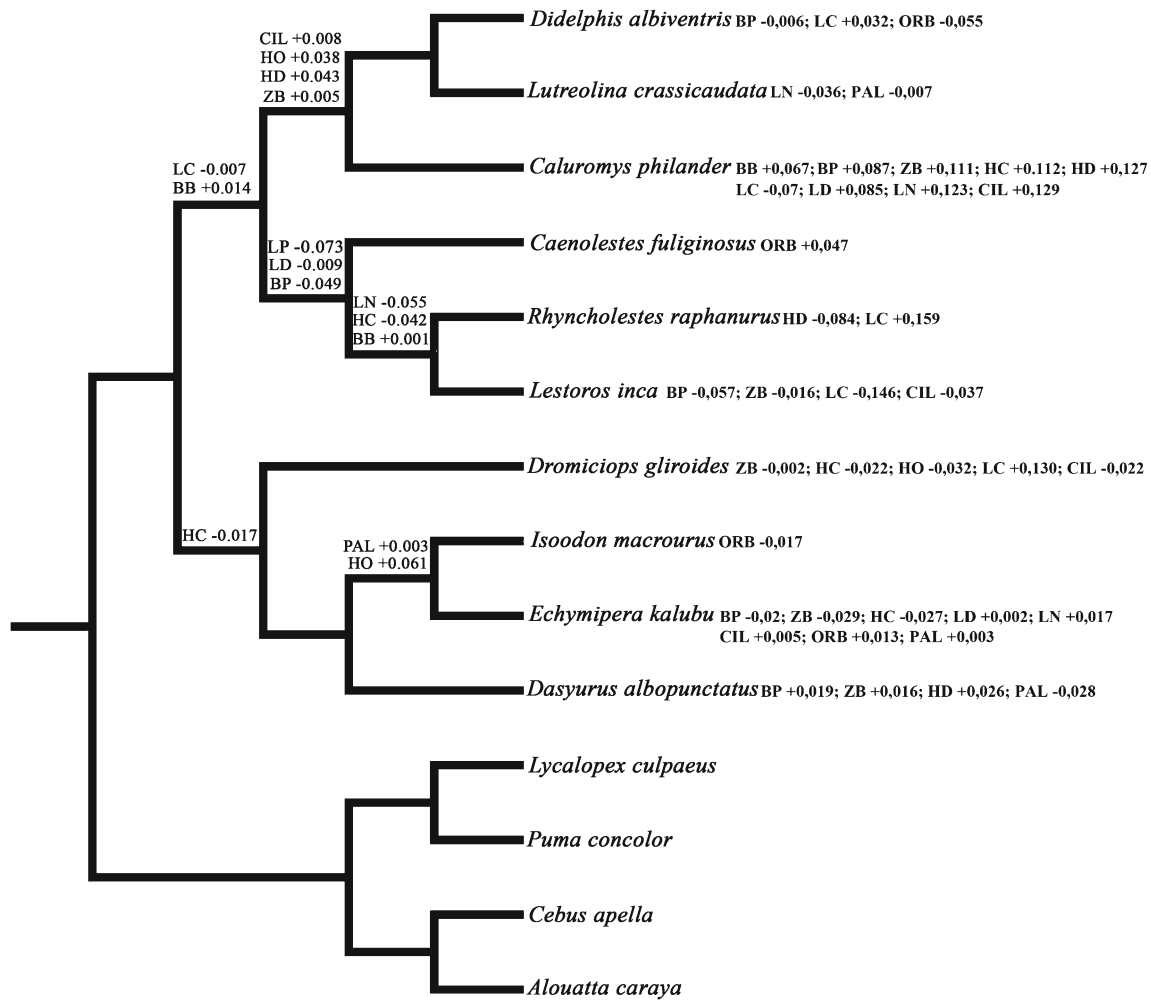 Didelphis albiventris BP -0,006; LC +0,032; ORB -0,055
CIL +0.008
HO +0.038
HD +0.043
ZB +0.005
Lutreolina crassicaudata LN -0,036; PAL -0,007
Caluromys philander BB +0,067; BP +0,087; ZB +0,111; HC +0.112; HD +0,127
LC -0,07; LD +0,085; LN +0,123; CIL +0,129
LC -0.007
BB +0.014
Caenolestes fuliginosus ORB +0,047
LP -0.073
LD -0.009
BP -0.049
LN -0.055
HC -0.042
BB +0.001
Rhyncholestes raphanurus HD -0,084; LC +0,159
Lestoros inca BP -0,057; ZB -0,016; LC -0,146; CIL -0,037
Dromiciops gliroides ZB -0,002; HC -0,022; HO -0,032; LC +0,130; CIL -0,022
HC -0.017
PAL +0.003
HO +0.061
Isoodon macrourus ORB -0,017
Echymipera kalubu BP -0,02; ZB -0,029; HC -0,027; LD +0,002; LN +0,017
CIL +0,005; ORB +0,013; PAL +0,003
Dasyurus albopunctatus BP +0,019; ZB +0,016; HD +0,026; PAL -0,028
Lycalopex culpaeus
Puma concolor
Cebus apella
Alouatta caraya